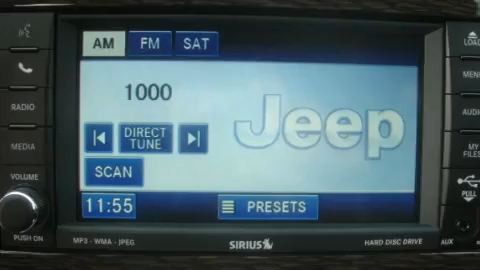 AM FM SAT
LOAD
1000
Jeep
MENU
RADIO
DIRECT TUNE
AUDIO
MEDIA
MY FILES
SCAN
VOLUME
11:55 PRESETS
PULL
PUSH ON
MP3 - WMA - JPEG SIRIUS HARD DISC DRIVE AUX